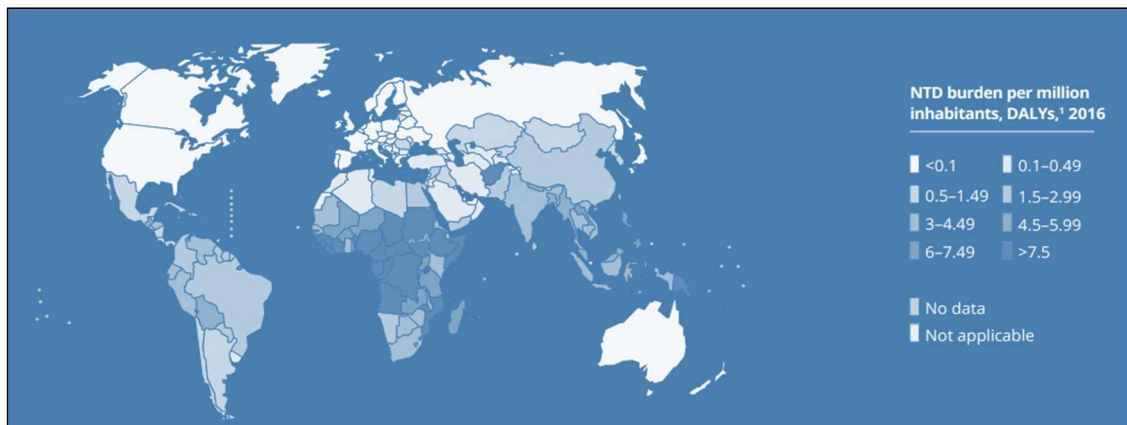 NTD burden per million
inhabitants, DALYs,¹ 2016
<0.1
0.1–0.49
0.5–1.49
1.5–2.99
3–4.49
4.5–5.99
6–7.49
>7.5
No data
Not applicable